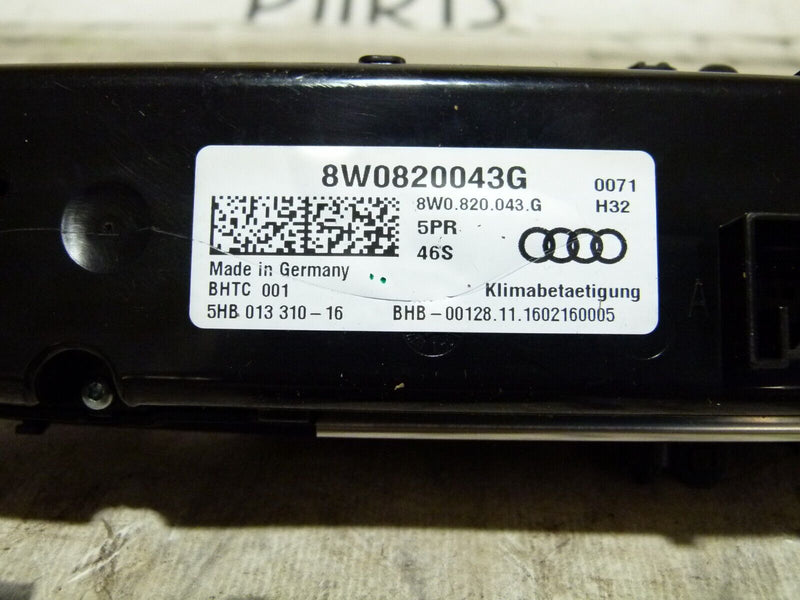 PARTS
8W0820043G
0071
8W0.820.043.G
H32
5PR
46S
Made in Germany
BHTC 001
Klimabetaetigung
5HB 013 310-16
BHB-00128.11.1602160005
A